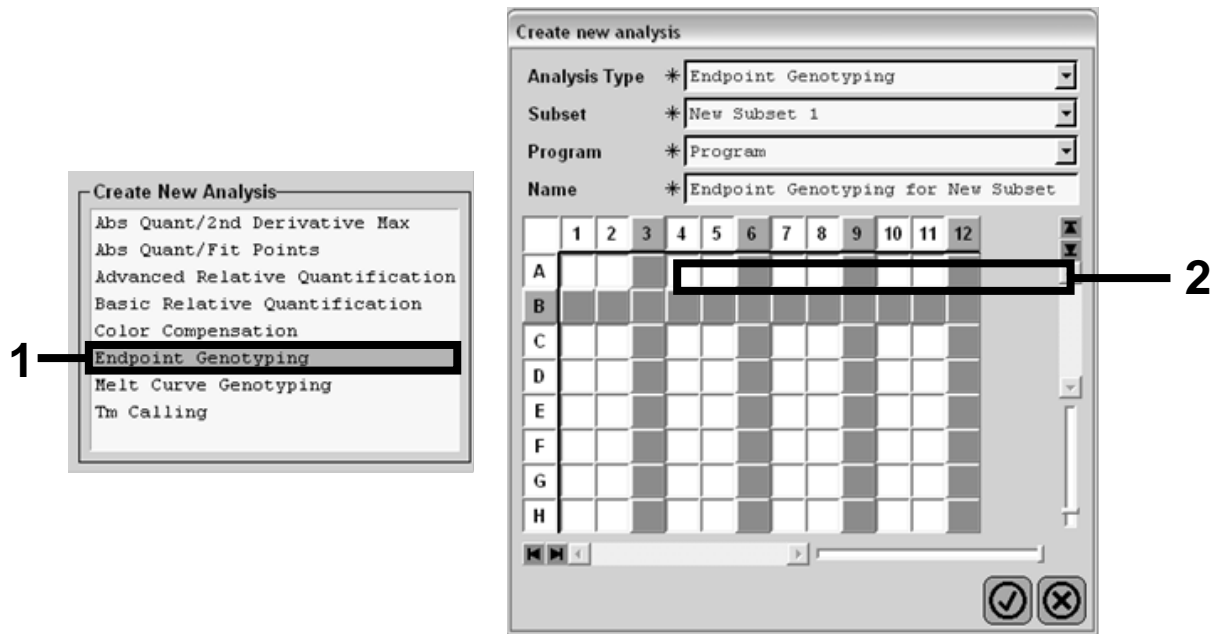 Create New Analysis
Abs Quant/2nd Derivative Max
Abs Quant/Fit Points
Advanced Relative Quantification
Basic Relative Quantification
Color Compensation
Endpoint Genotyping
Melt Curve Genotyping
Tm Calling
1
Create new analysis
Analysis Type * Endpoint Genotyping
Subset * New Subset 1
Program * Program
Name * Endpoint Genotyping for New Subset
1 2 3 4 5 6 7 8 9 10 11 12
A
B
C
D
E
F
G
H
2